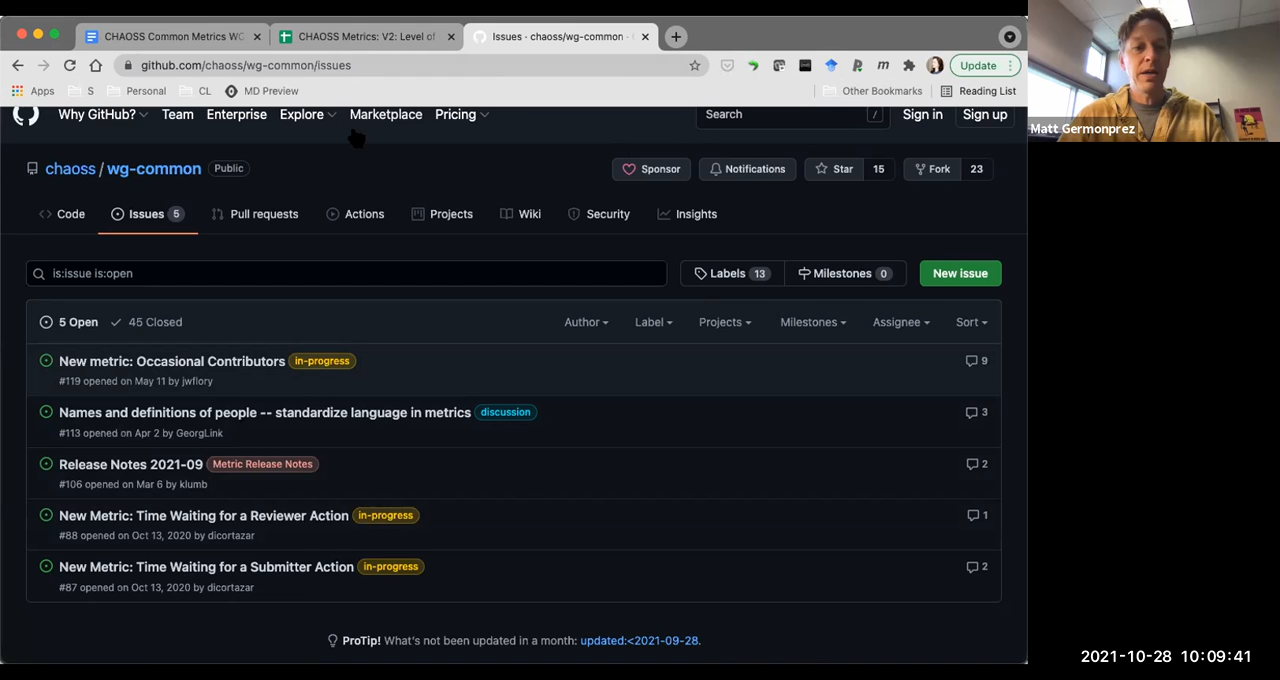 CHAOSS Common Metrics WG
CHAOSS Metrics: V2: Level of
Issues · chaoss/wg-common ·
github.com/chaoss/wg-common/issues
Update
Apps
S
Personal
CL
MD Preview
Other Bookmarks
Reading List
Why GitHub?
Team
Enterprise
Explore
Marketplace
Pricing
Search
/
Sign in
Sign up
Matt Germonprez
chaoss / wg-common Public
Sponsor
Notifications
Star 15
Fork 23
Code
Issues 5
Pull requests
Actions
Projects
Wiki
Security
Insights
is:issue is:open
Labels 13
Milestones 0
New issue
5 Open
45 Closed
Author
Label
Projects
Milestones
Assignee
Sort
New metric: Occasional Contributors in-progress 9
#119 opened on May 11 by jwflory
Names and definitions of people -- standardize language in metrics discussion 3
#113 opened on Apr 2 by GeorgLink
Release Notes 2021-09 Metric Release Notes 2
#106 opened on Mar 6 by klumb
New Metric: Time Waiting for a Reviewer Action in-progress 1
#88 opened on Oct 13, 2020 by dicortazar
New Metric: Time Waiting for a Submitter Action in-progress 2
#87 opened on Oct 13, 2020 by dicortazar
ProTip! What's not been updated in a month: updated:<2021-09-28.
2021-10-28 10:09:41